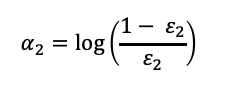 α₂ = log((1 − ε₂)/ε₂)